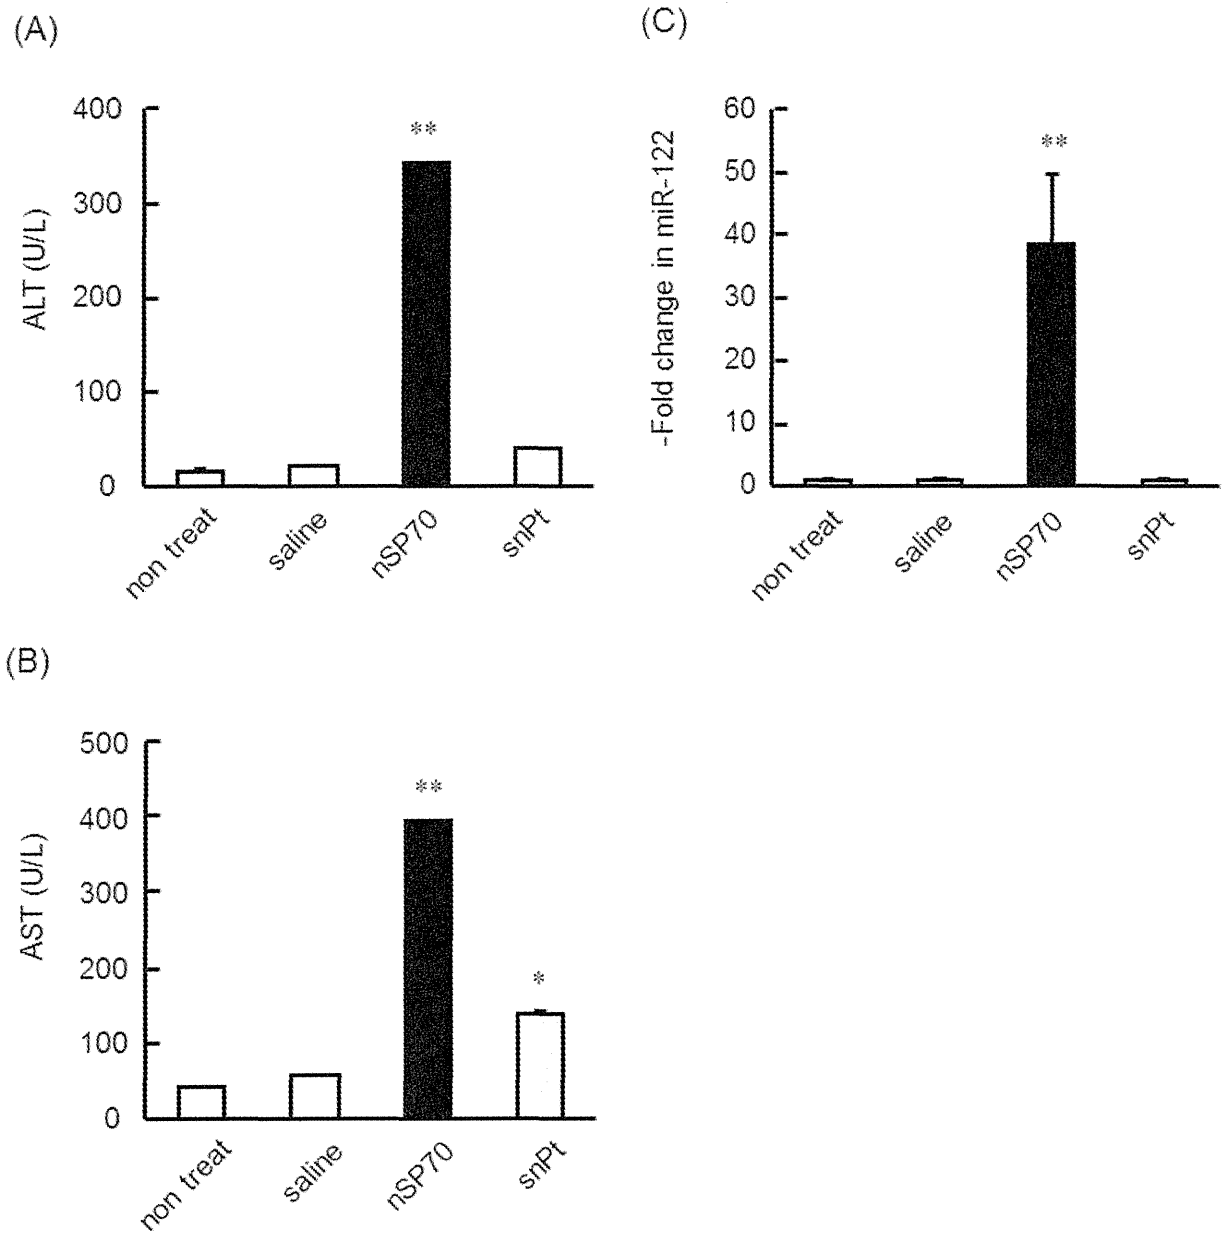 (A)
400
300
200
100
0
ALT (U/L)
**
non treat
saline
nSP70
snPt
(C)
60
50
40
30
20
10
0
-Fold change in miR-122
**
non treat
saline
nSP70
snPt
(B)
500
400
300
200
100
0
AST (U/L)
**
*
non treat
saline
nSP70
snPt